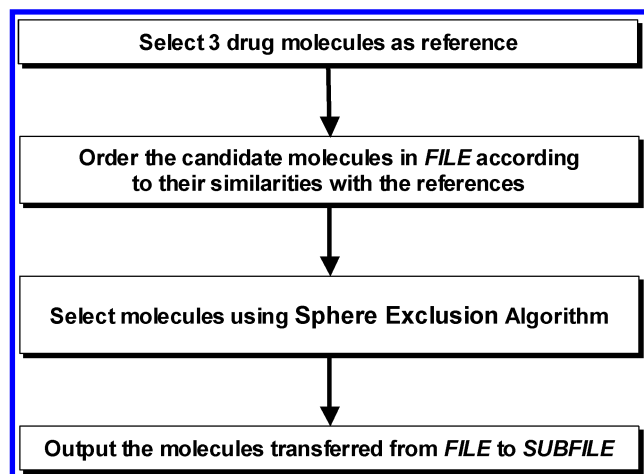 Select 3 drug molecules as reference
Order the candidate molecules in FILE according
to their similarities with the references
Select molecules using Sphere Exclusion Algorithm
Output the molecules transferred from FILE to SUBFILE